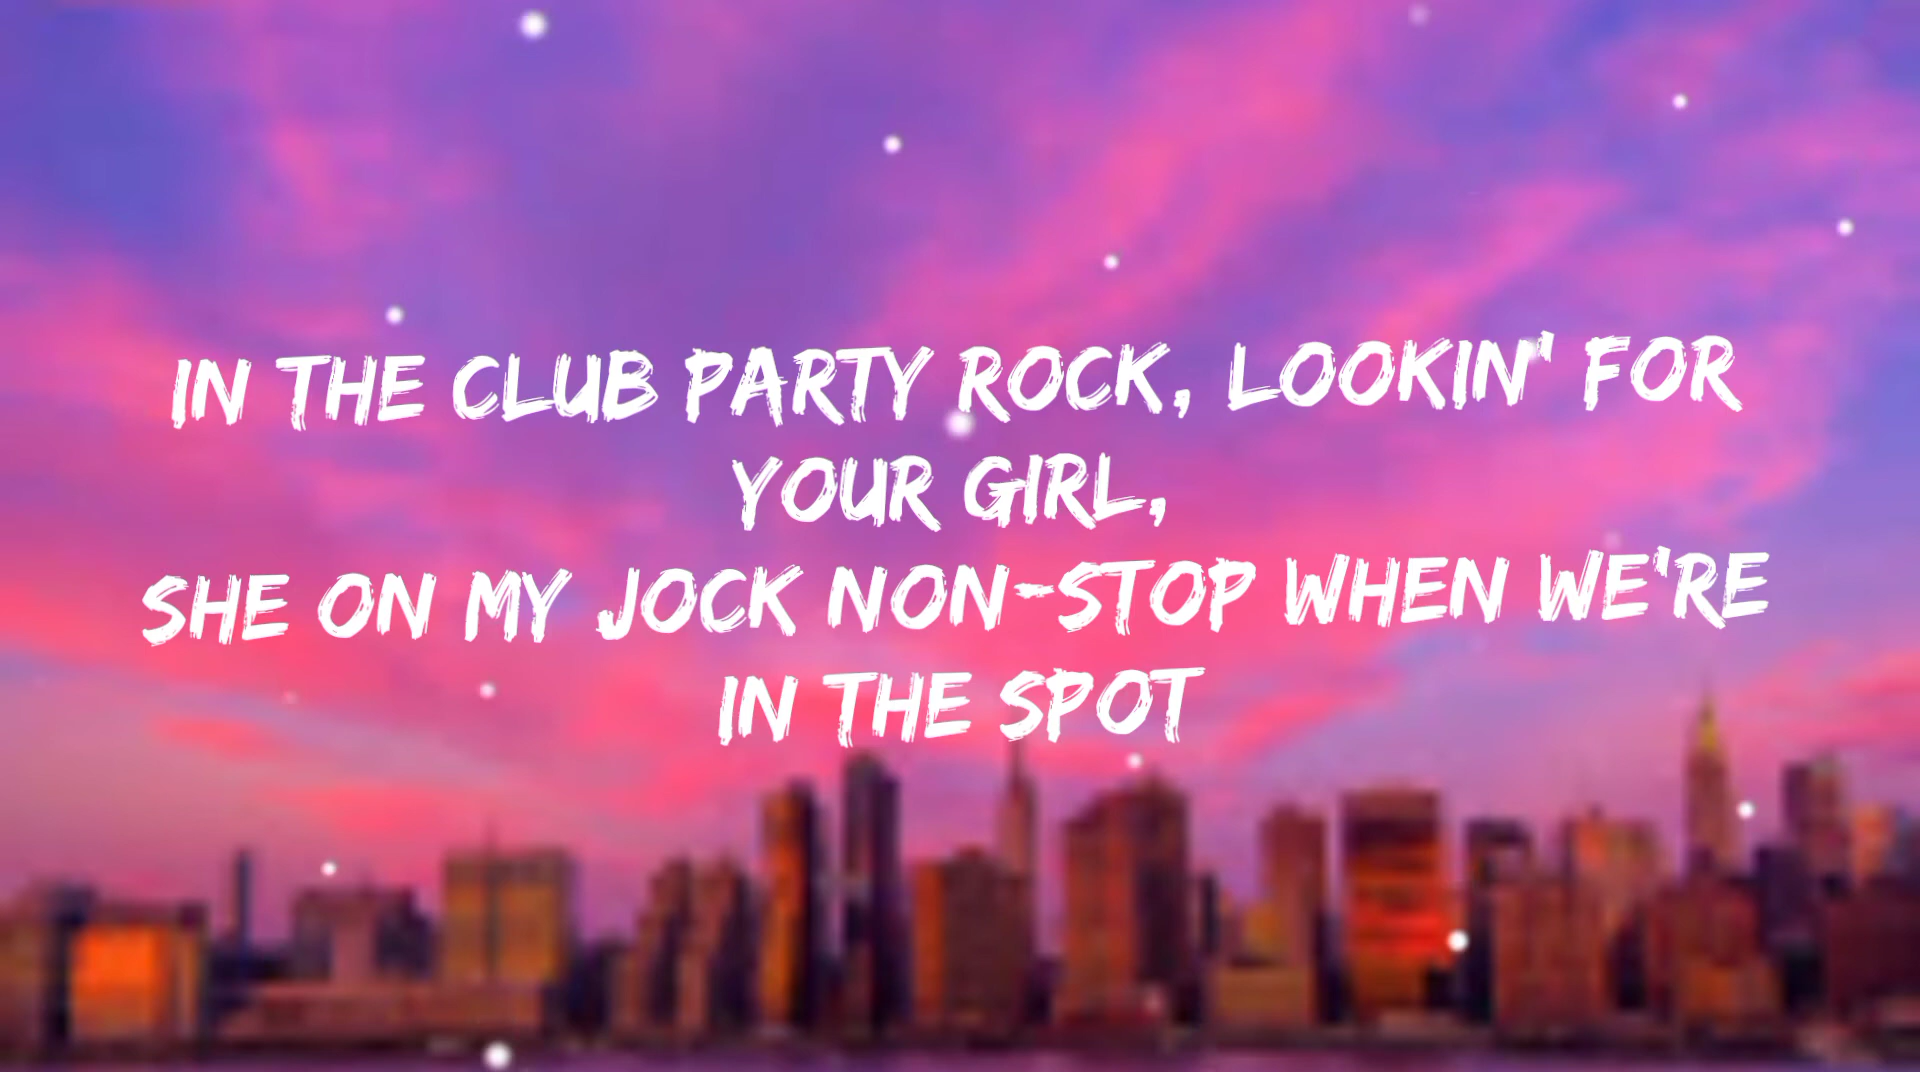 IN THE CLUB PARTY ROCK, LOOKIN' FOR
YOUR GIRL,
SHE ON MY JOCK NON-STOP WHEN WE'RE
IN THE SPOT